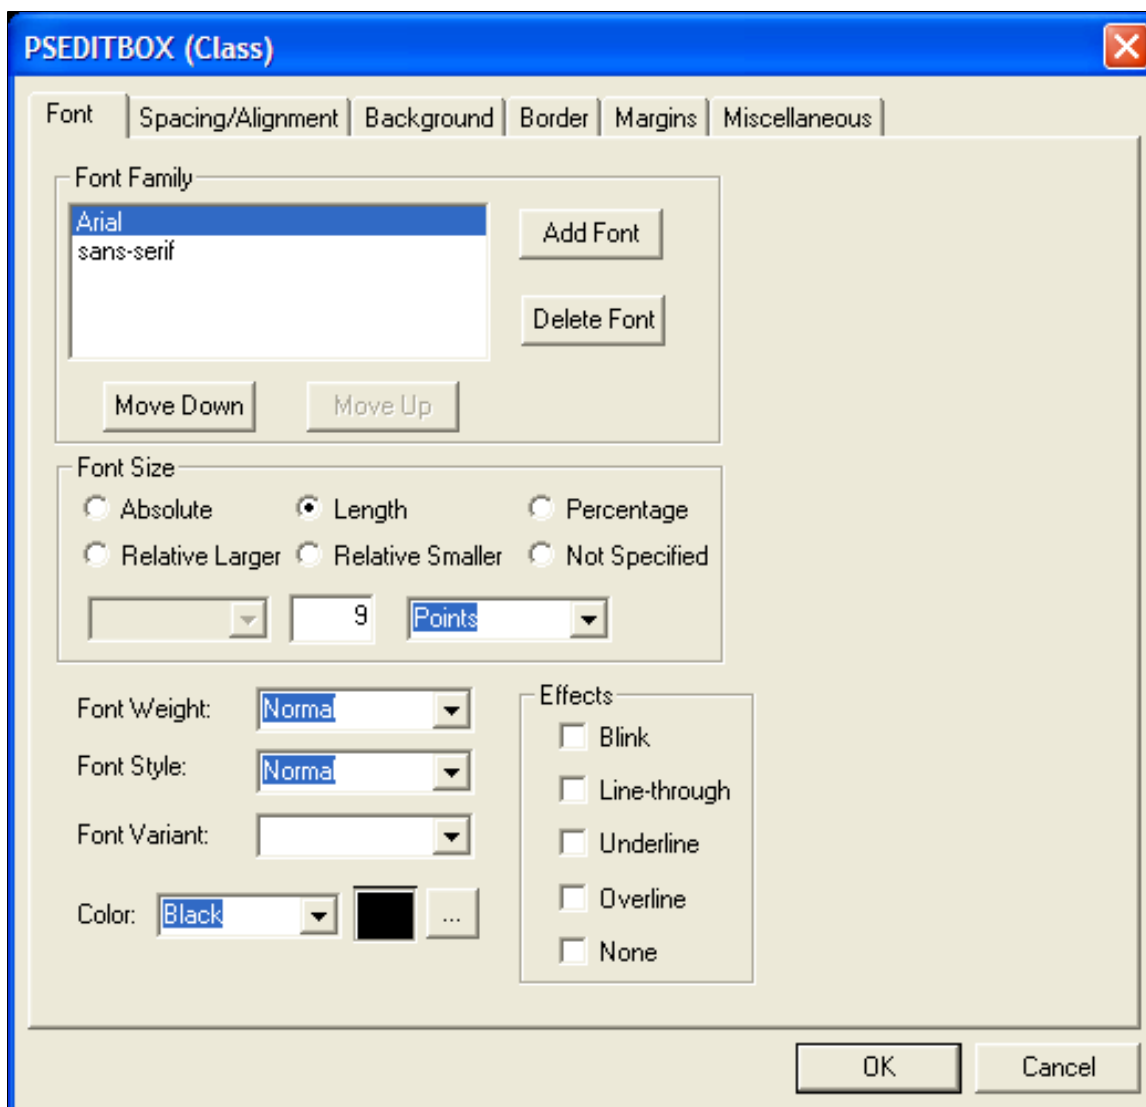 PSEDITBOX (Class)
Font Spacing/Alignment Background Border Margins Miscellaneous
Font Family
Arial
sans-serif
Add Font
Delete Font
Move Down Move Up
Font Size
Absolute Length Percentage
Relative Larger Relative Smaller Not Specified
9 Points
Font Weight: Normal
Font Style: Normal
Font Variant:
Color: Black ...
Effects
Blink
Line-through
Underline
Overline
None
OK Cancel